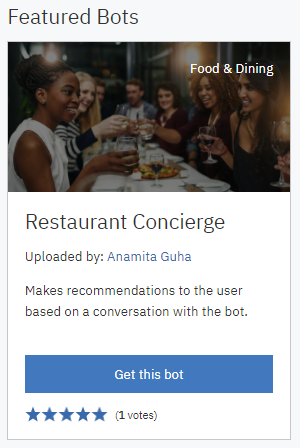 Featured Bots
Food & Dining
Restaurant Concierge
Uploaded by: Anamita Guha
Makes recommendations to the user
based on a conversation with the bot.
Get this bot
(1 votes)